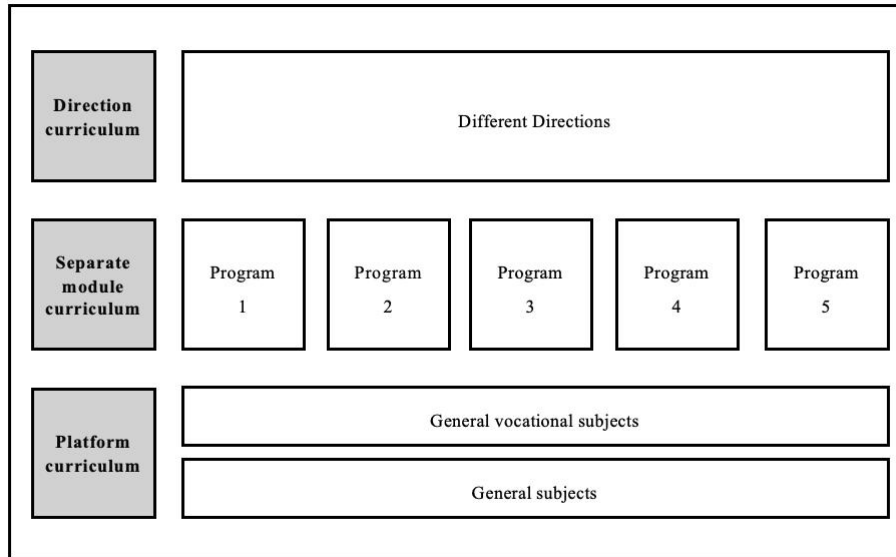 Direction
curriculum
Different Directions
Separate
module
curriculum
Program
1
Program
2
Program
3
Program
4
Program
5
Platform
curriculum
General vocational subjects
General subjects